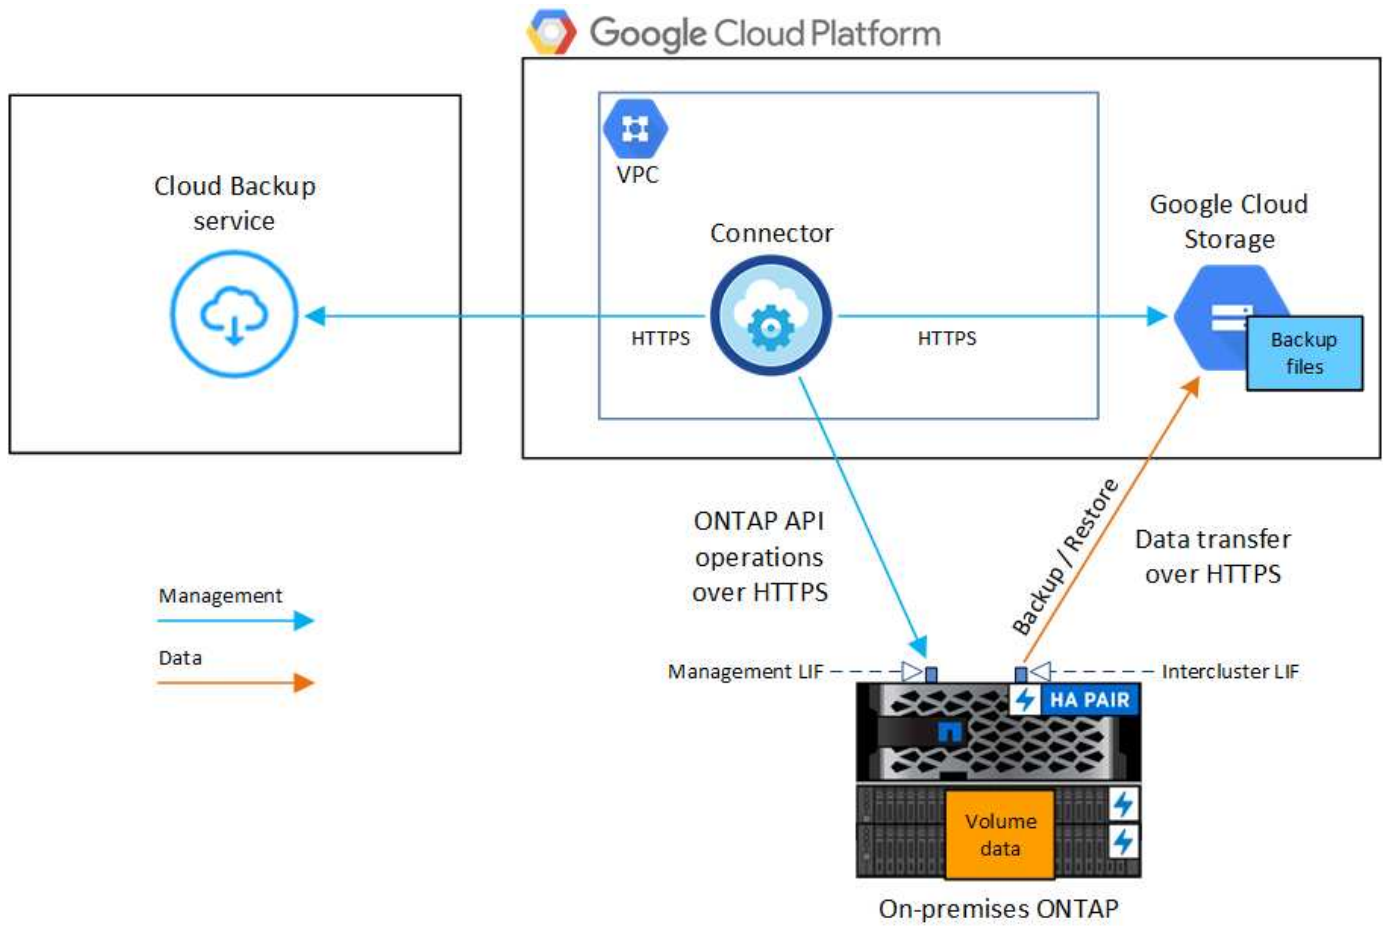 Google Cloud Platform
VPC
Cloud Backup
service
Connector
Google Cloud
Storage
HTTPS
HTTPS
Backup
files
ONTAP API
operations
over HTTPS
Backup / Restore
Data transfer
over HTTPS
Management
Data
Management LIF
Intercluster LIF
HA PAIR
Volume
data
On-premises ONTAP